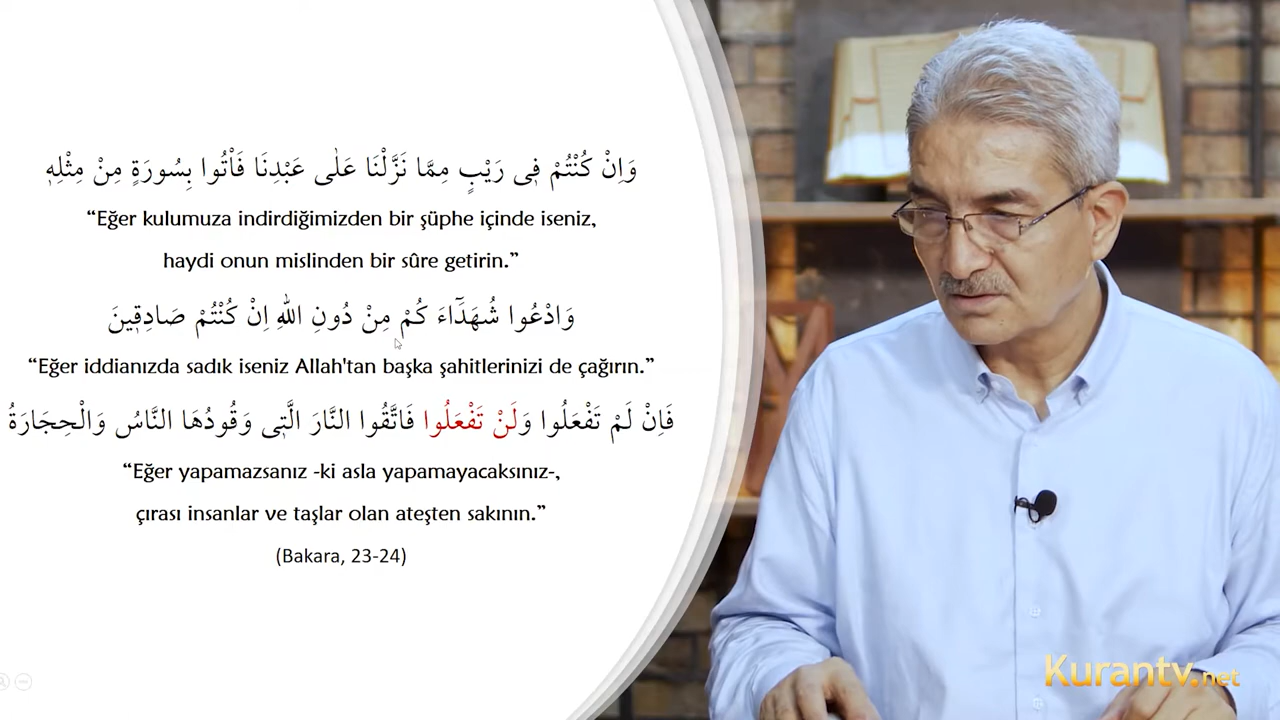 وَاِنْ كُنْتُمْ فٖى رَيْبٍ مِمَّا نَزَّلْنَا عَلٰى عَبْدِنَا فَاْتُوا بِسُورَةٍ مِنْ مِثْلِهٖ
“Eğer kulumuza indirdiğimizden bir şüphe içinde iseniz,
haydi onun mislinden bir sûre getirin.”
وَادْعُوا شُهَدَٓاءَ كُمْ مِنْ دُونِ اللّٰهِ اِنْ كُنْتُمْ صَادِقٖينَ
“Eğer iddianızda sadık iseniz Allah'tan başka şahitlerinizi de çağırın.”
فَاِنْ لَمْ تَفْعَلُوا وَلَنْ تَفْعَلُوا فَاتَّقُوا النَّارَ الَّتٖى وَقُودُهَا النَّاسُ وَالْحِجَارَةُ
“Eğer yapamazsanız -ki asla yapamayacaksınız-,
çırası insanlar ve taşlar olan ateşten sakının.”
(Bakara, 23-24)
Kurantv.net